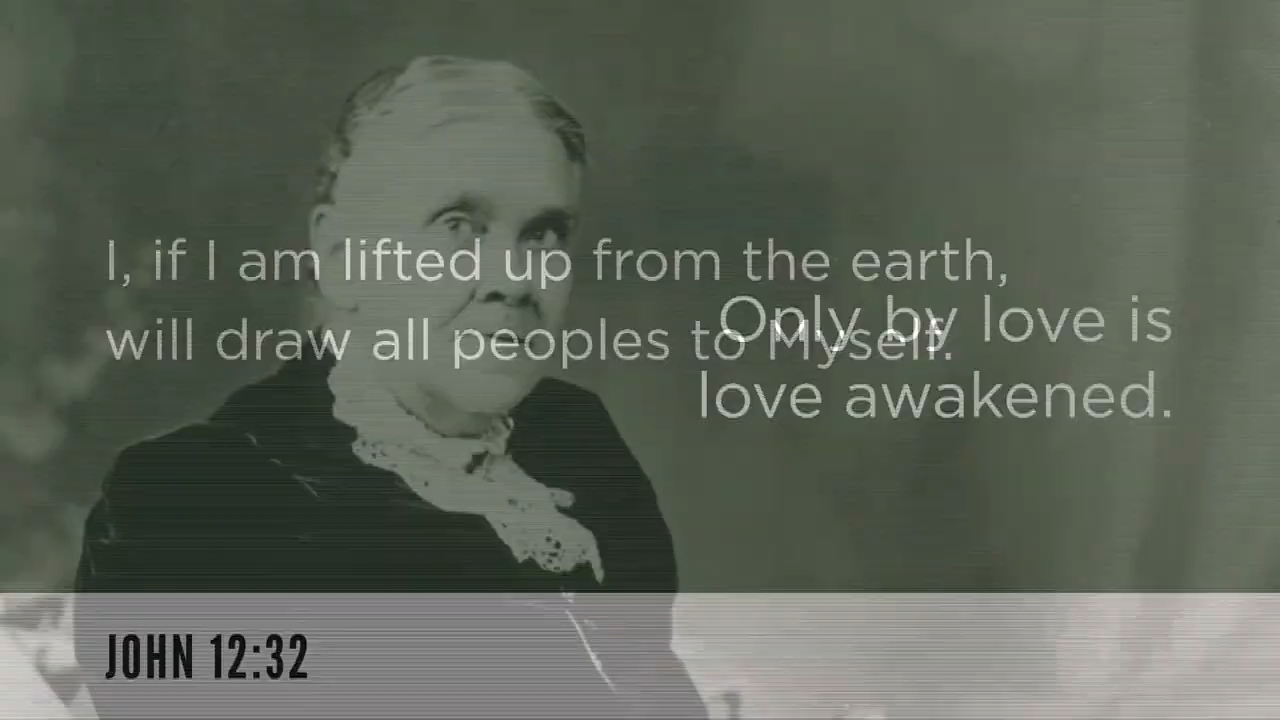 I, if I am lifted up from the earth,
will draw all peoples to Myself.
Only by love is
love awakened.
JOHN 12:32